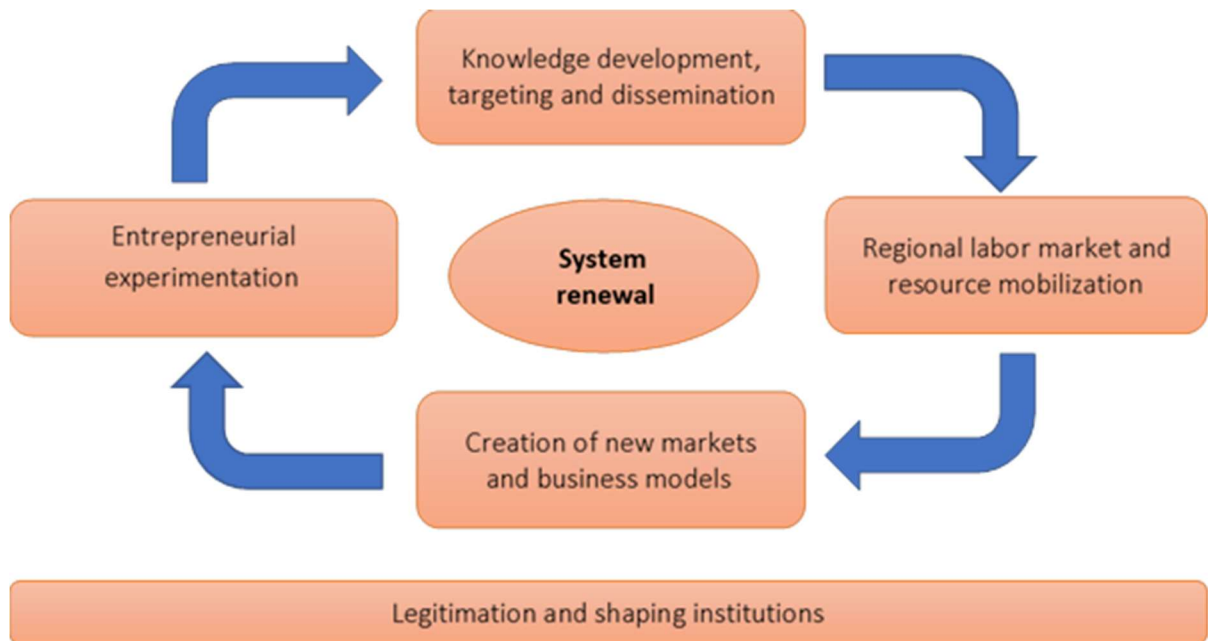 Knowledge development,
targeting and dissemination
Entrepreneurial
experimentation
System
renewal
Regional labor market and
resource mobilization
Creation of new markets
and business models
Legitimation and shaping institutions